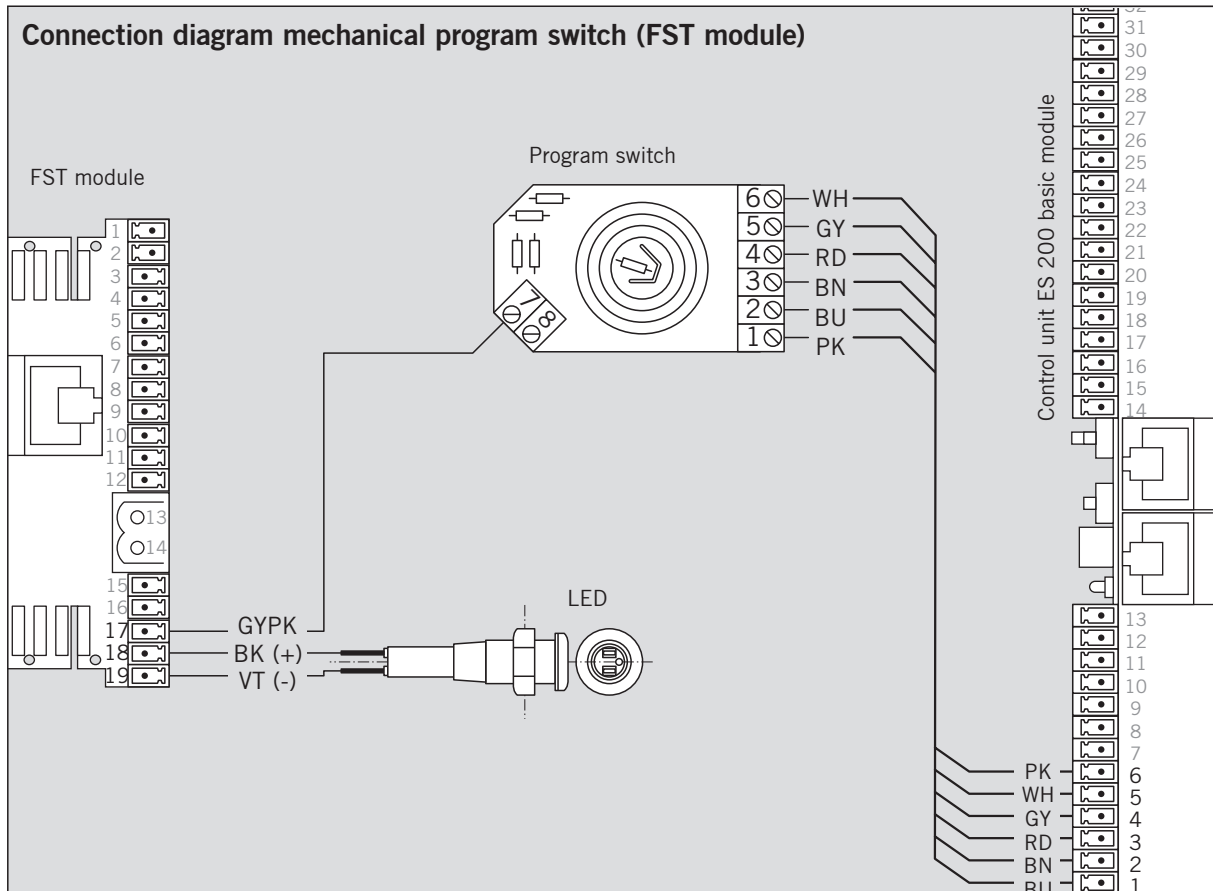 Connection diagram mechanical program switch (FST module)
FST module
1
2
3
4
5
6
7
8
9
10
11
12
13
14
15
16
17
18
19
GYPK
BK (+)
VT (-)
Program switch
6 WH
5 GY
4 RD
3 BN
2 BU
1 PK
7
8
LED
Control unit ES 200 basic module
32
31
30
29
28
27
26
25
24
23
22
21
20
19
18
17
16
15
14
13
12
11
10
9
8
7
PK 6
WH 5
GY 4
RD 3
BN 2
BU 1